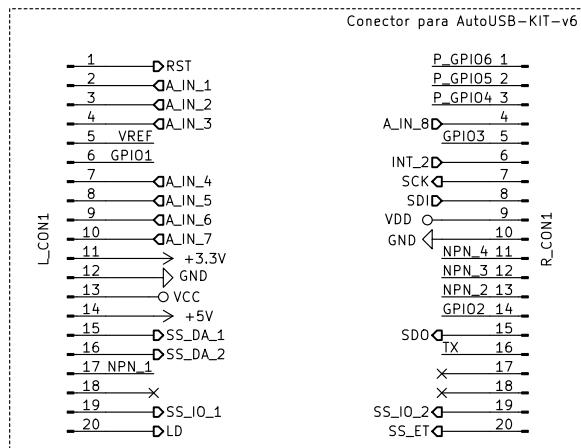 Conector para AutoUSB-KIT-v6
L_CON1
1 RST
2 A_IN_1
3 A_IN_2
4 A_IN_3
5 VREF
6 GPIO1
7 A_IN_4
8 A_IN_5
9 A_IN_6
10 A_IN_7
11 +3.3V
12 GND
13 VCC
14 +5V
15 SS_DA_1
16 SS_DA_2
17 NPN_1
18
19 SS_IO_1
20 LD
P_GPIO6 1
P_GPIO5 2
P_GPIO4 3
A_IN_8 4
GPIO3 5
INT_2 6
SCK 7
SDI 8
VDD 9
GND 10
NPN_4 11
NPN_3 12
NPN_2 13
GPIO2 14
SDO 15
TX 16
17
18
SS_IO_2 19
SS_ET 20
R_CON1